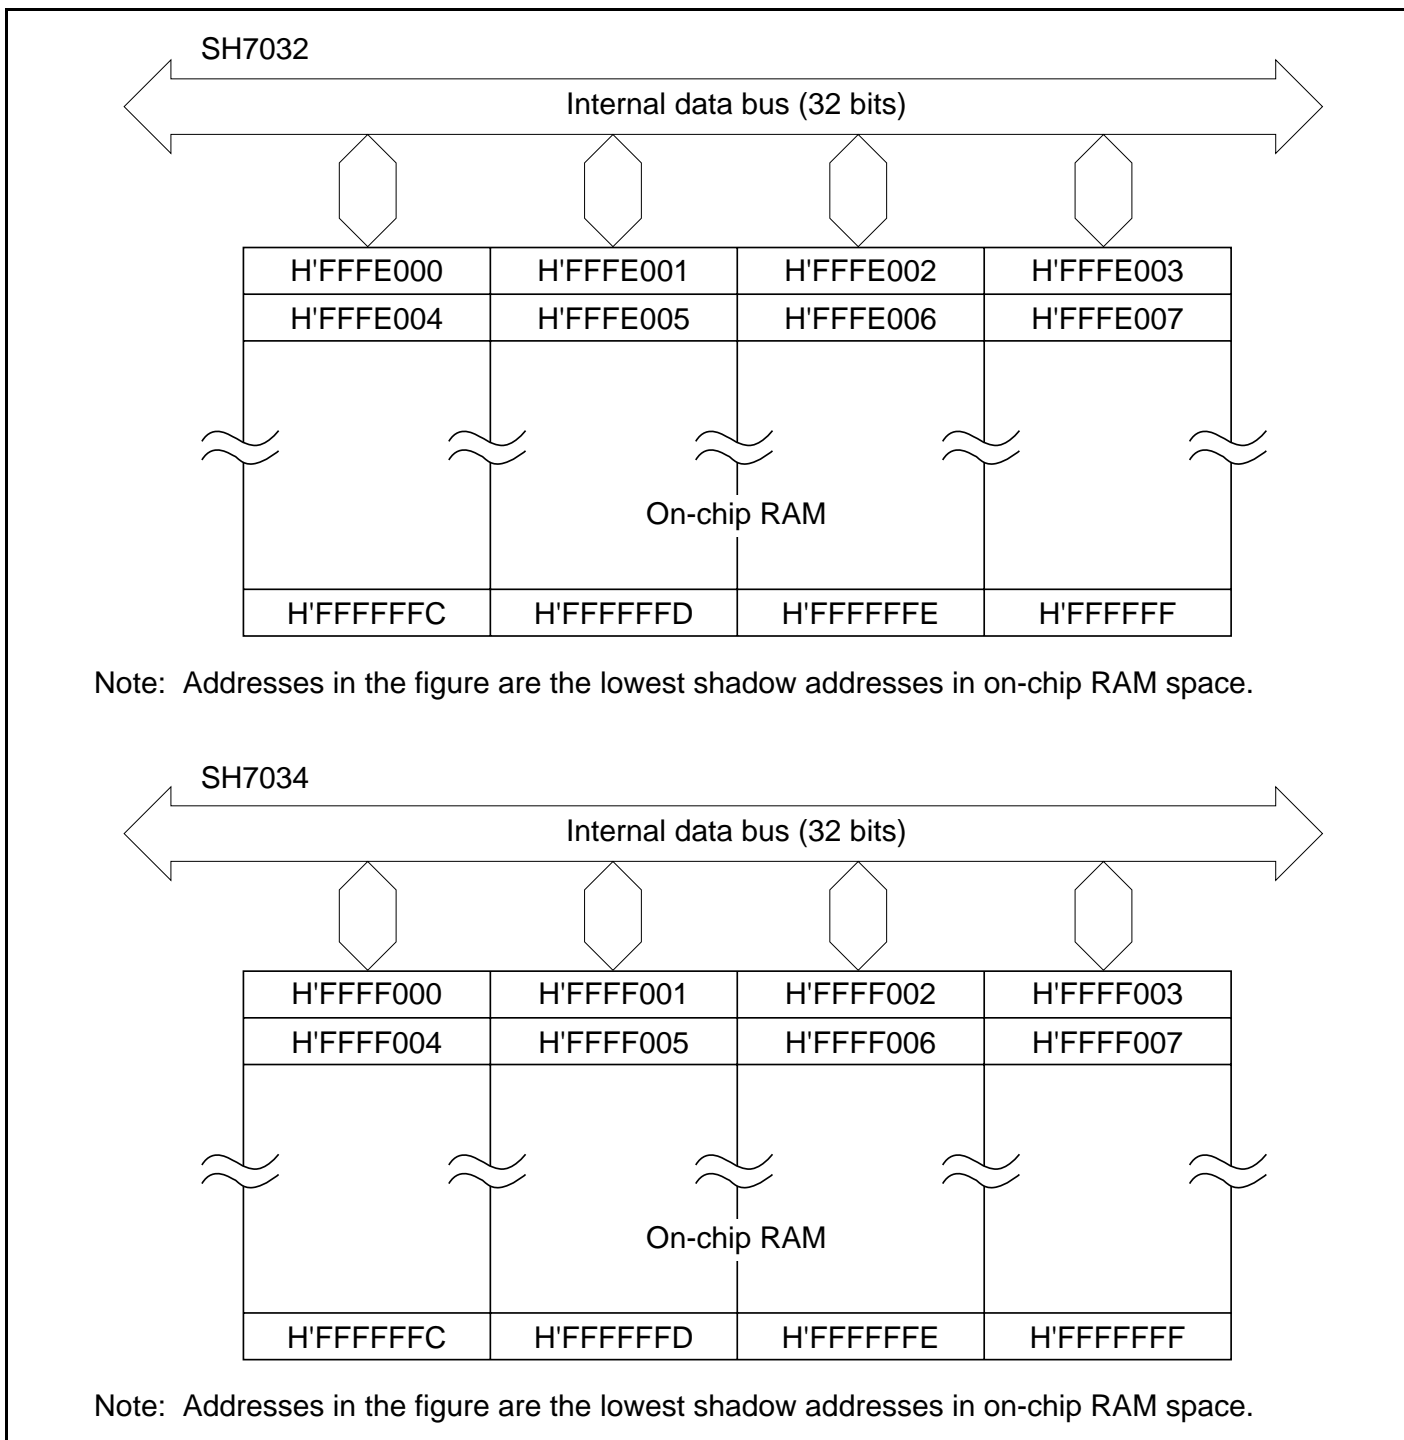 SH7032
Internal data bus (32 bits)
H'FFFE000 H'FFFE001 H'FFFE002 H'FFFE003
H'FFFE004 H'FFFE005 H'FFFE006 H'FFFE007
On-chip RAM
H'FFFFFFC H'FFFFFFD H'FFFFFFE H'FFFFFF
Note: Addresses in the figure are the lowest shadow addresses in on-chip RAM space.
SH7034
Internal data bus (32 bits)
H'FFFF000 H'FFFF001 H'FFFF002 H'FFFF003
H'FFFF004 H'FFFF005 H'FFFF006 H'FFFF007
On-chip RAM
H'FFFFFFC H'FFFFFFD H'FFFFFFE H'FFFFFFF
Note: Addresses in the figure are the lowest shadow addresses in on-chip RAM space.